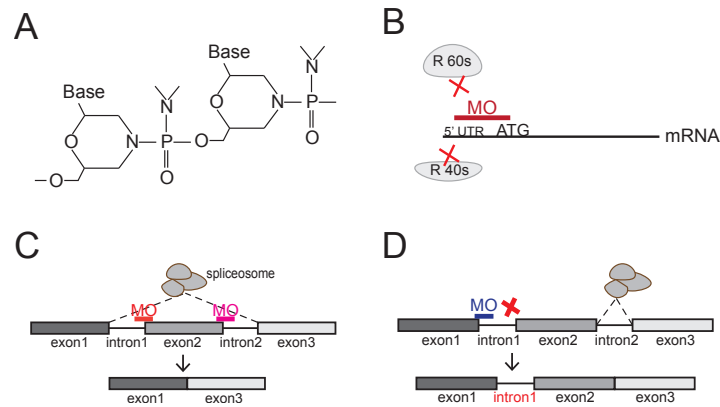 A
Base
N
O
N
P
O
O
O
Base
N
O
N
P
O
B
R 60s
MO
5' UTR ATG
mRNA
R 40s
C
spliceosome
MO MO
exon1 intron1 exon2 intron2 exon3
exon1 exon3
D
MO
exon1 intron1 exon2 intron2 exon3
exon1 intron1 exon2 exon3